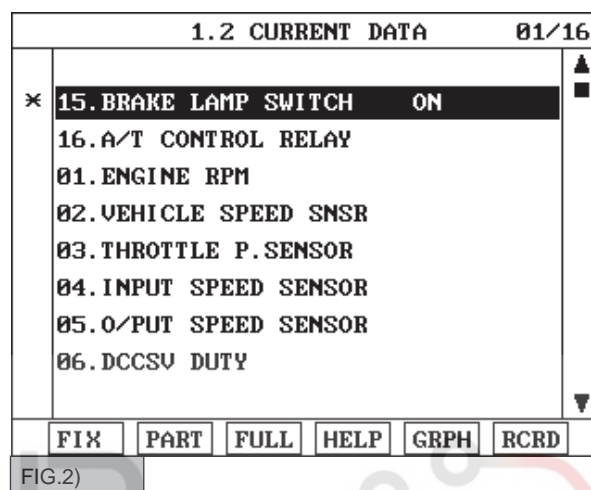 1.2 CURRENT DATA 01/16
* 15.BRAKE LAMP SWITCH ON
16.A/T CONTROL RELAY
01.ENGINE RPM
02.VEHICLE SPEED SNSR
03.THROTTLE P.SENSOR
04.INPUT SPEED SENSOR
05.O/PUT SPEED SENSOR
06.DCCSV DUTY
FIX PART FULL HELP GRPH RCRD
FIG.2)